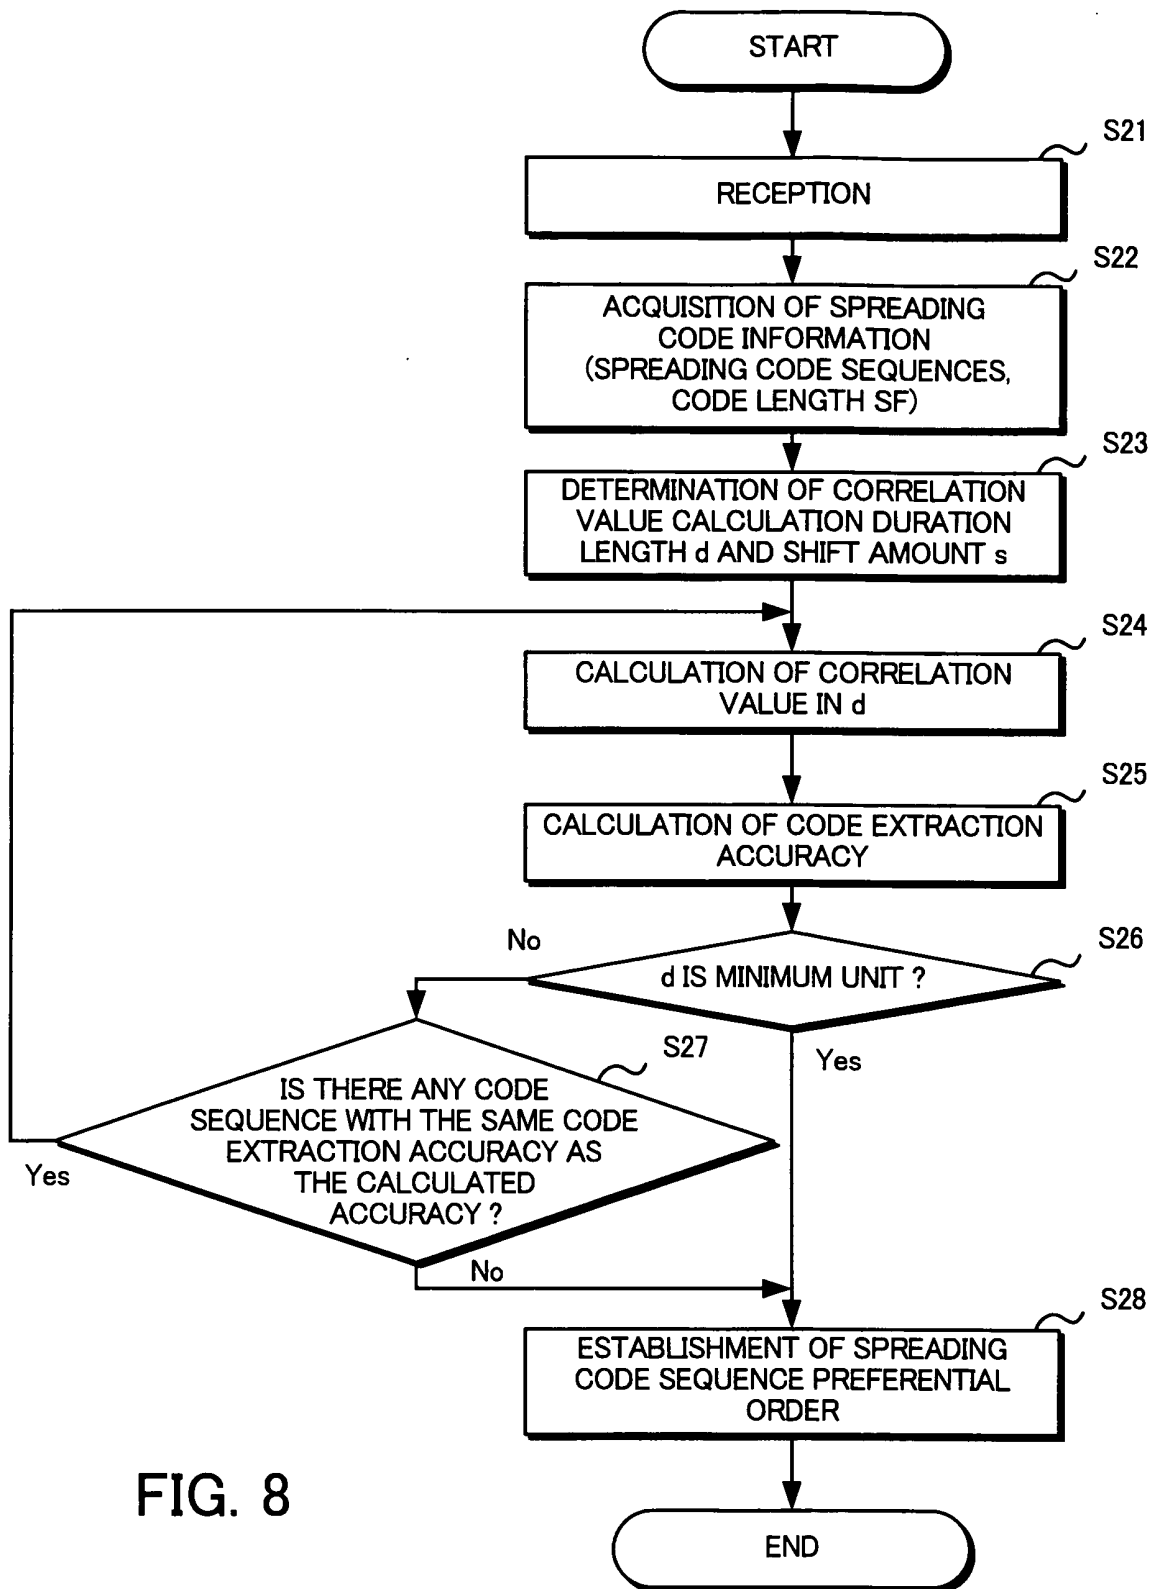 START
S21
RECEPTION
S22
ACQUISITION OF SPREADING
CODE INFORMATION
(SPREADING CODE SEQUENCES,
CODE LENGTH SF)
S23
DETERMINATION OF CORRELATION
VALUE CALCULATION DURATION
LENGTH d AND SHIFT AMOUNT s
S24
CALCULATION OF CORRELATION
VALUE IN d
S25
CALCULATION OF CODE EXTRACTION
ACCURACY
No
S26
d IS MINIMUM UNIT ?
S27
Yes
IS THERE ANY CODE
SEQUENCE WITH THE SAME CODE
EXTRACTION ACCURACY AS
THE CALCULATED
ACCURACY ?
Yes
No
S28
ESTABLISHMENT OF SPREADING
CODE SEQUENCE PREFERENTIAL
ORDER
FIG. 8
END